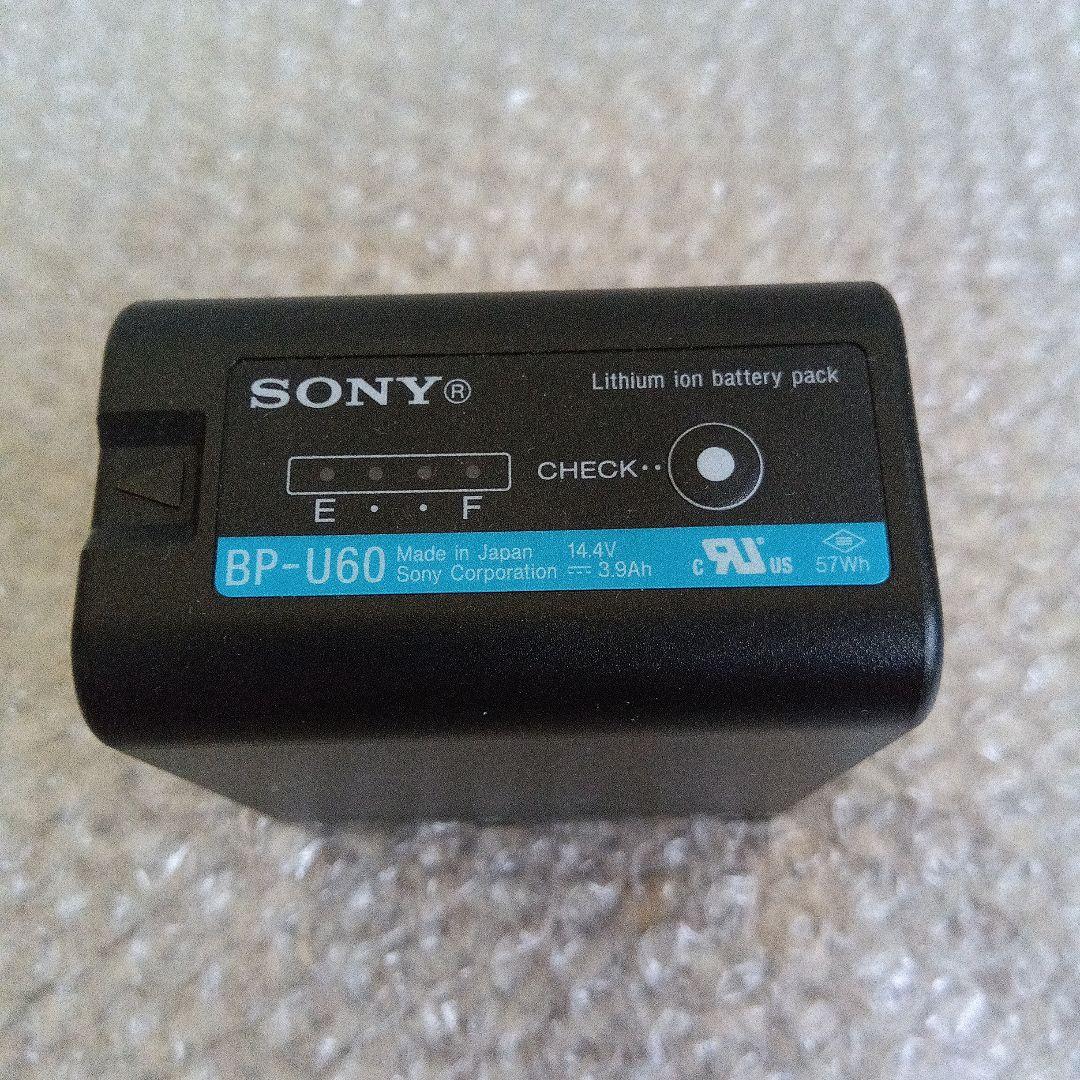 SONY®
Lithium ion battery pack
CHECK··
E · · F
BP-U60
Made in Japan
Sony Corporation
14.4V
⎓ 3.9Ah
c RU US
57Wh